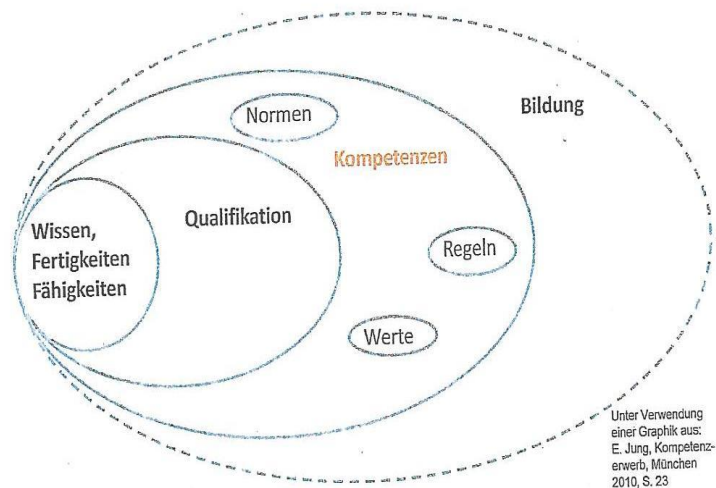 Normen
Bildung
Kompetenzen
Qualifikation
Wissen,
Fertigkeiten
Fähigkeiten
Regeln
Werte
Unter Verwendung
einer Graphik aus:
E. Jung, Kompetenz-
erwerb, München
2010, S. 23